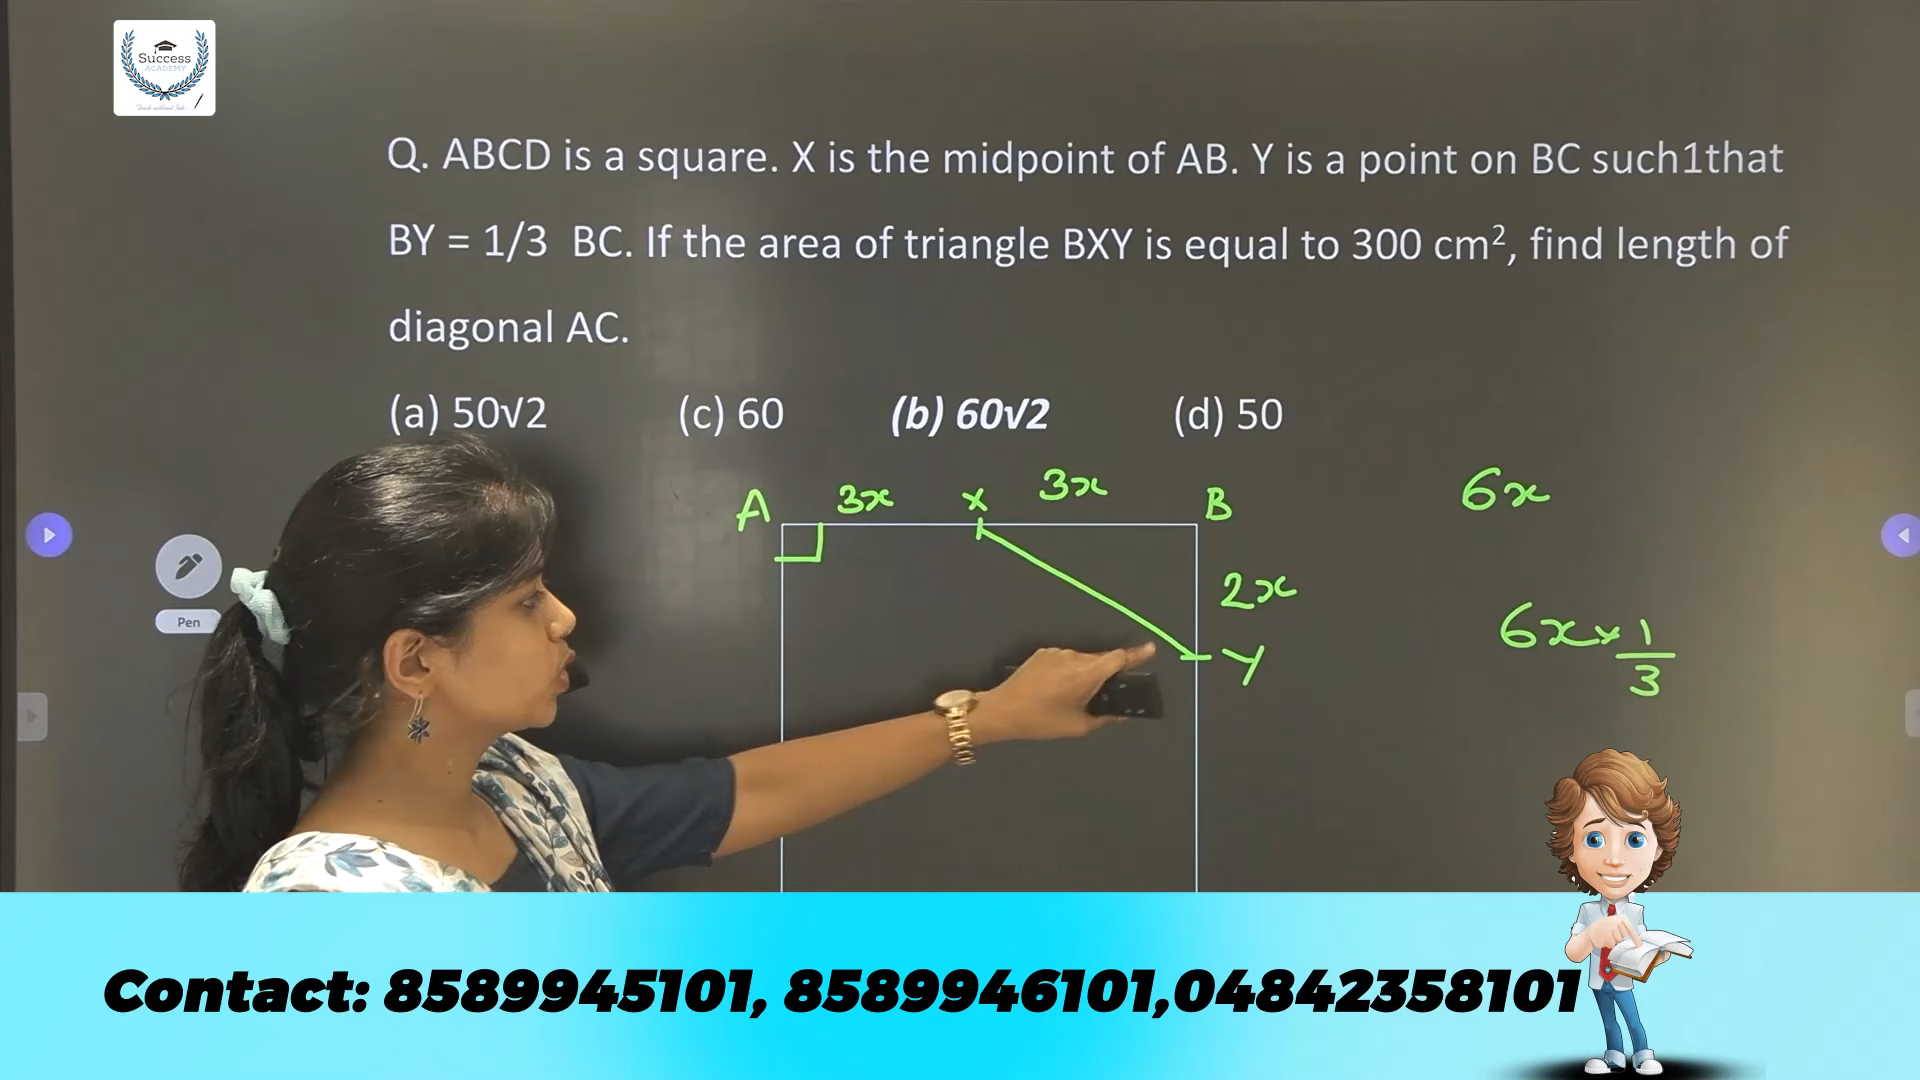 Success
ACADEMY
Q. ABCD is a square. X is the midpoint of AB. Y is a point on BC such1that
BY = 1/3 BC. If the area of triangle BXY is equal to 300 cm², find length of
diagonal AC.
(a) 50√2 (c) 60 (b) 60√2 (d) 50
A 3x X 3x B
6x
2x
Y
6x × 1/3
Pen
Contact: 8589945101, 8589946101,04842358101